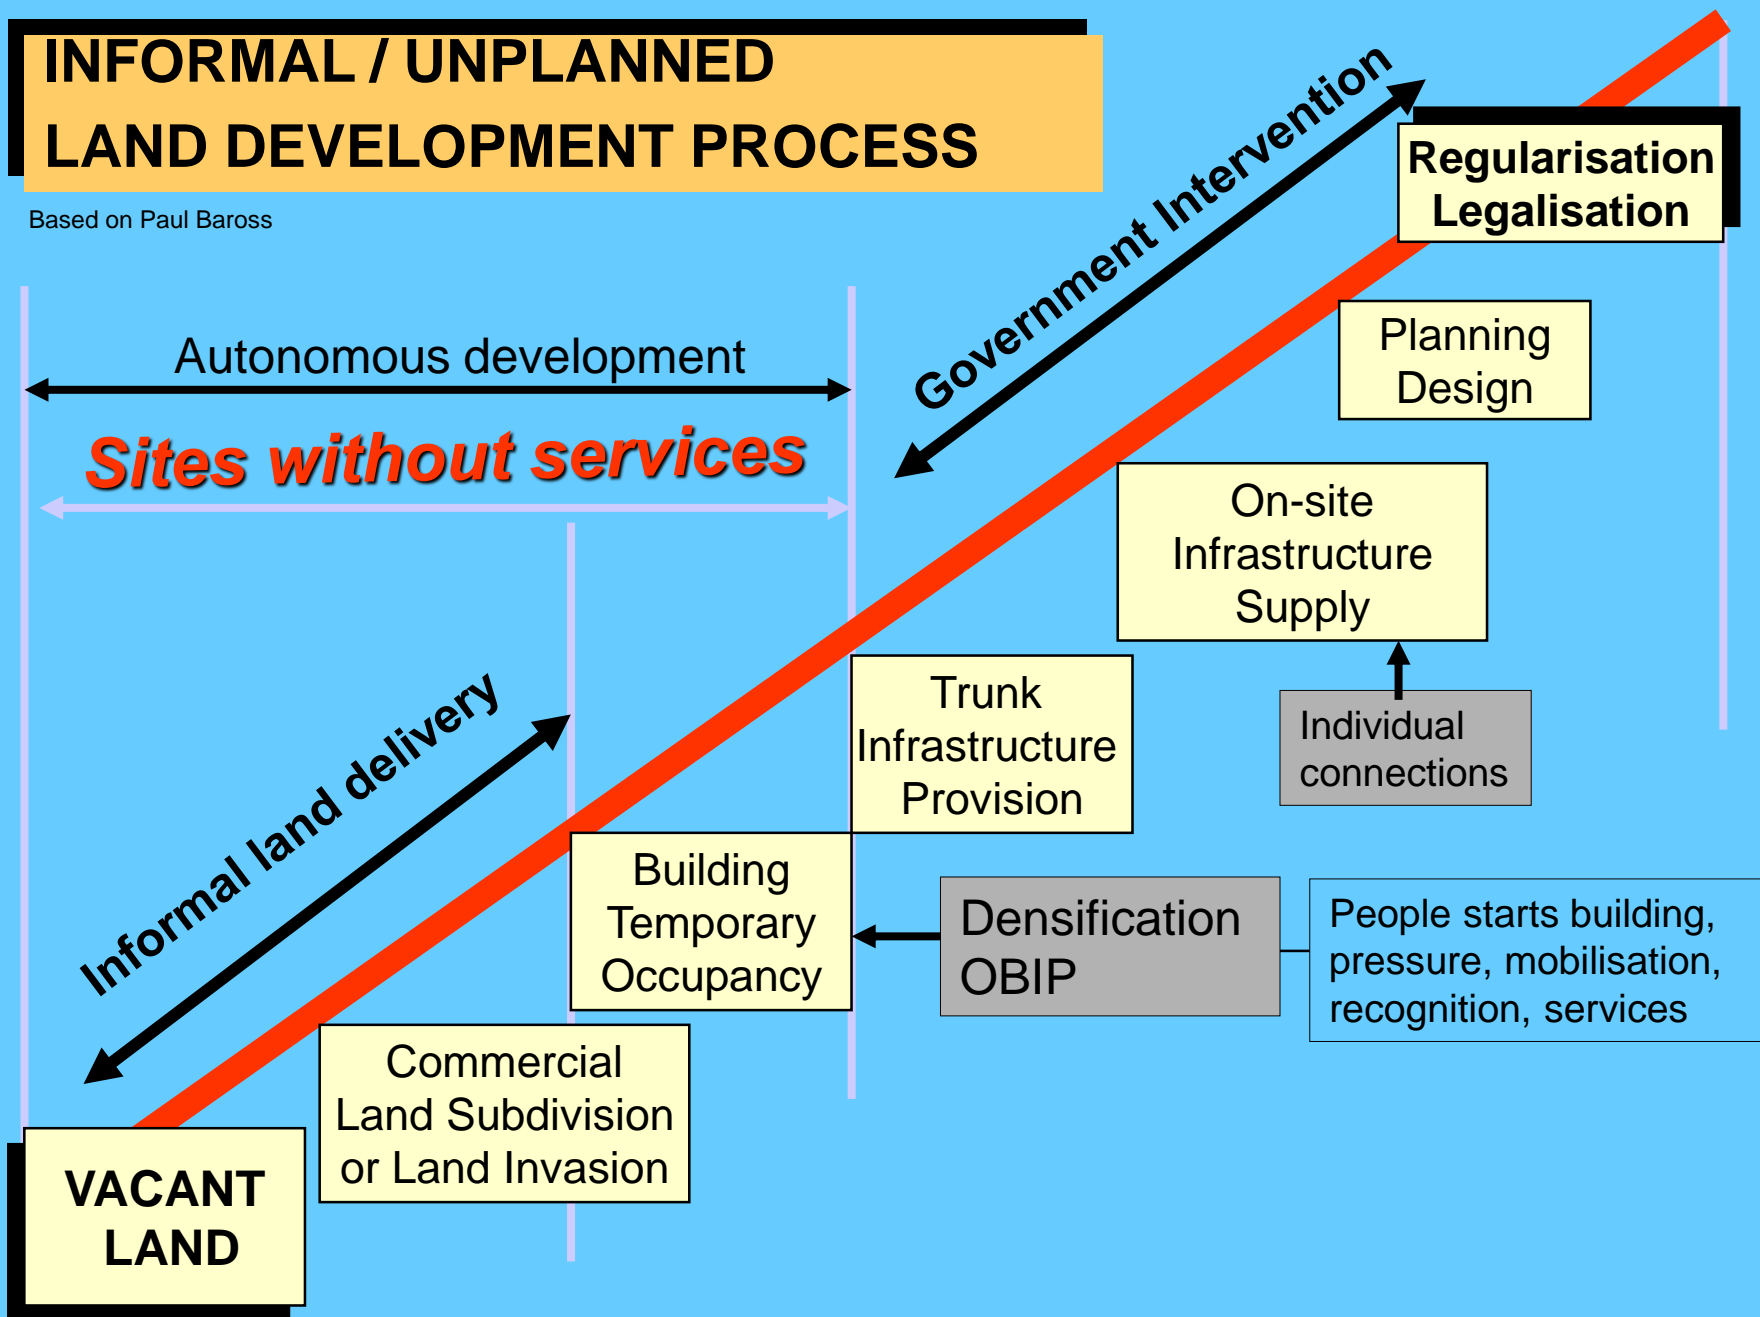 INFORMAL / UNPLANNED
LAND DEVELOPMENT PROCESS
Based on Paul Baross
Government Intervention
Regularisation
Legalisation
Autonomous development
Sites without services
Planning
Design
On-site
Infrastructure
Supply
Informal land delivery
Trunk
Infrastructure
Provision
Individual
connections
Building
Temporary
Occupancy
Densification
OBIP
People starts building,
pressure, mobilisation,
recognition, services
Commercial
Land Subdivision
or Land Invasion
VACANT
LAND